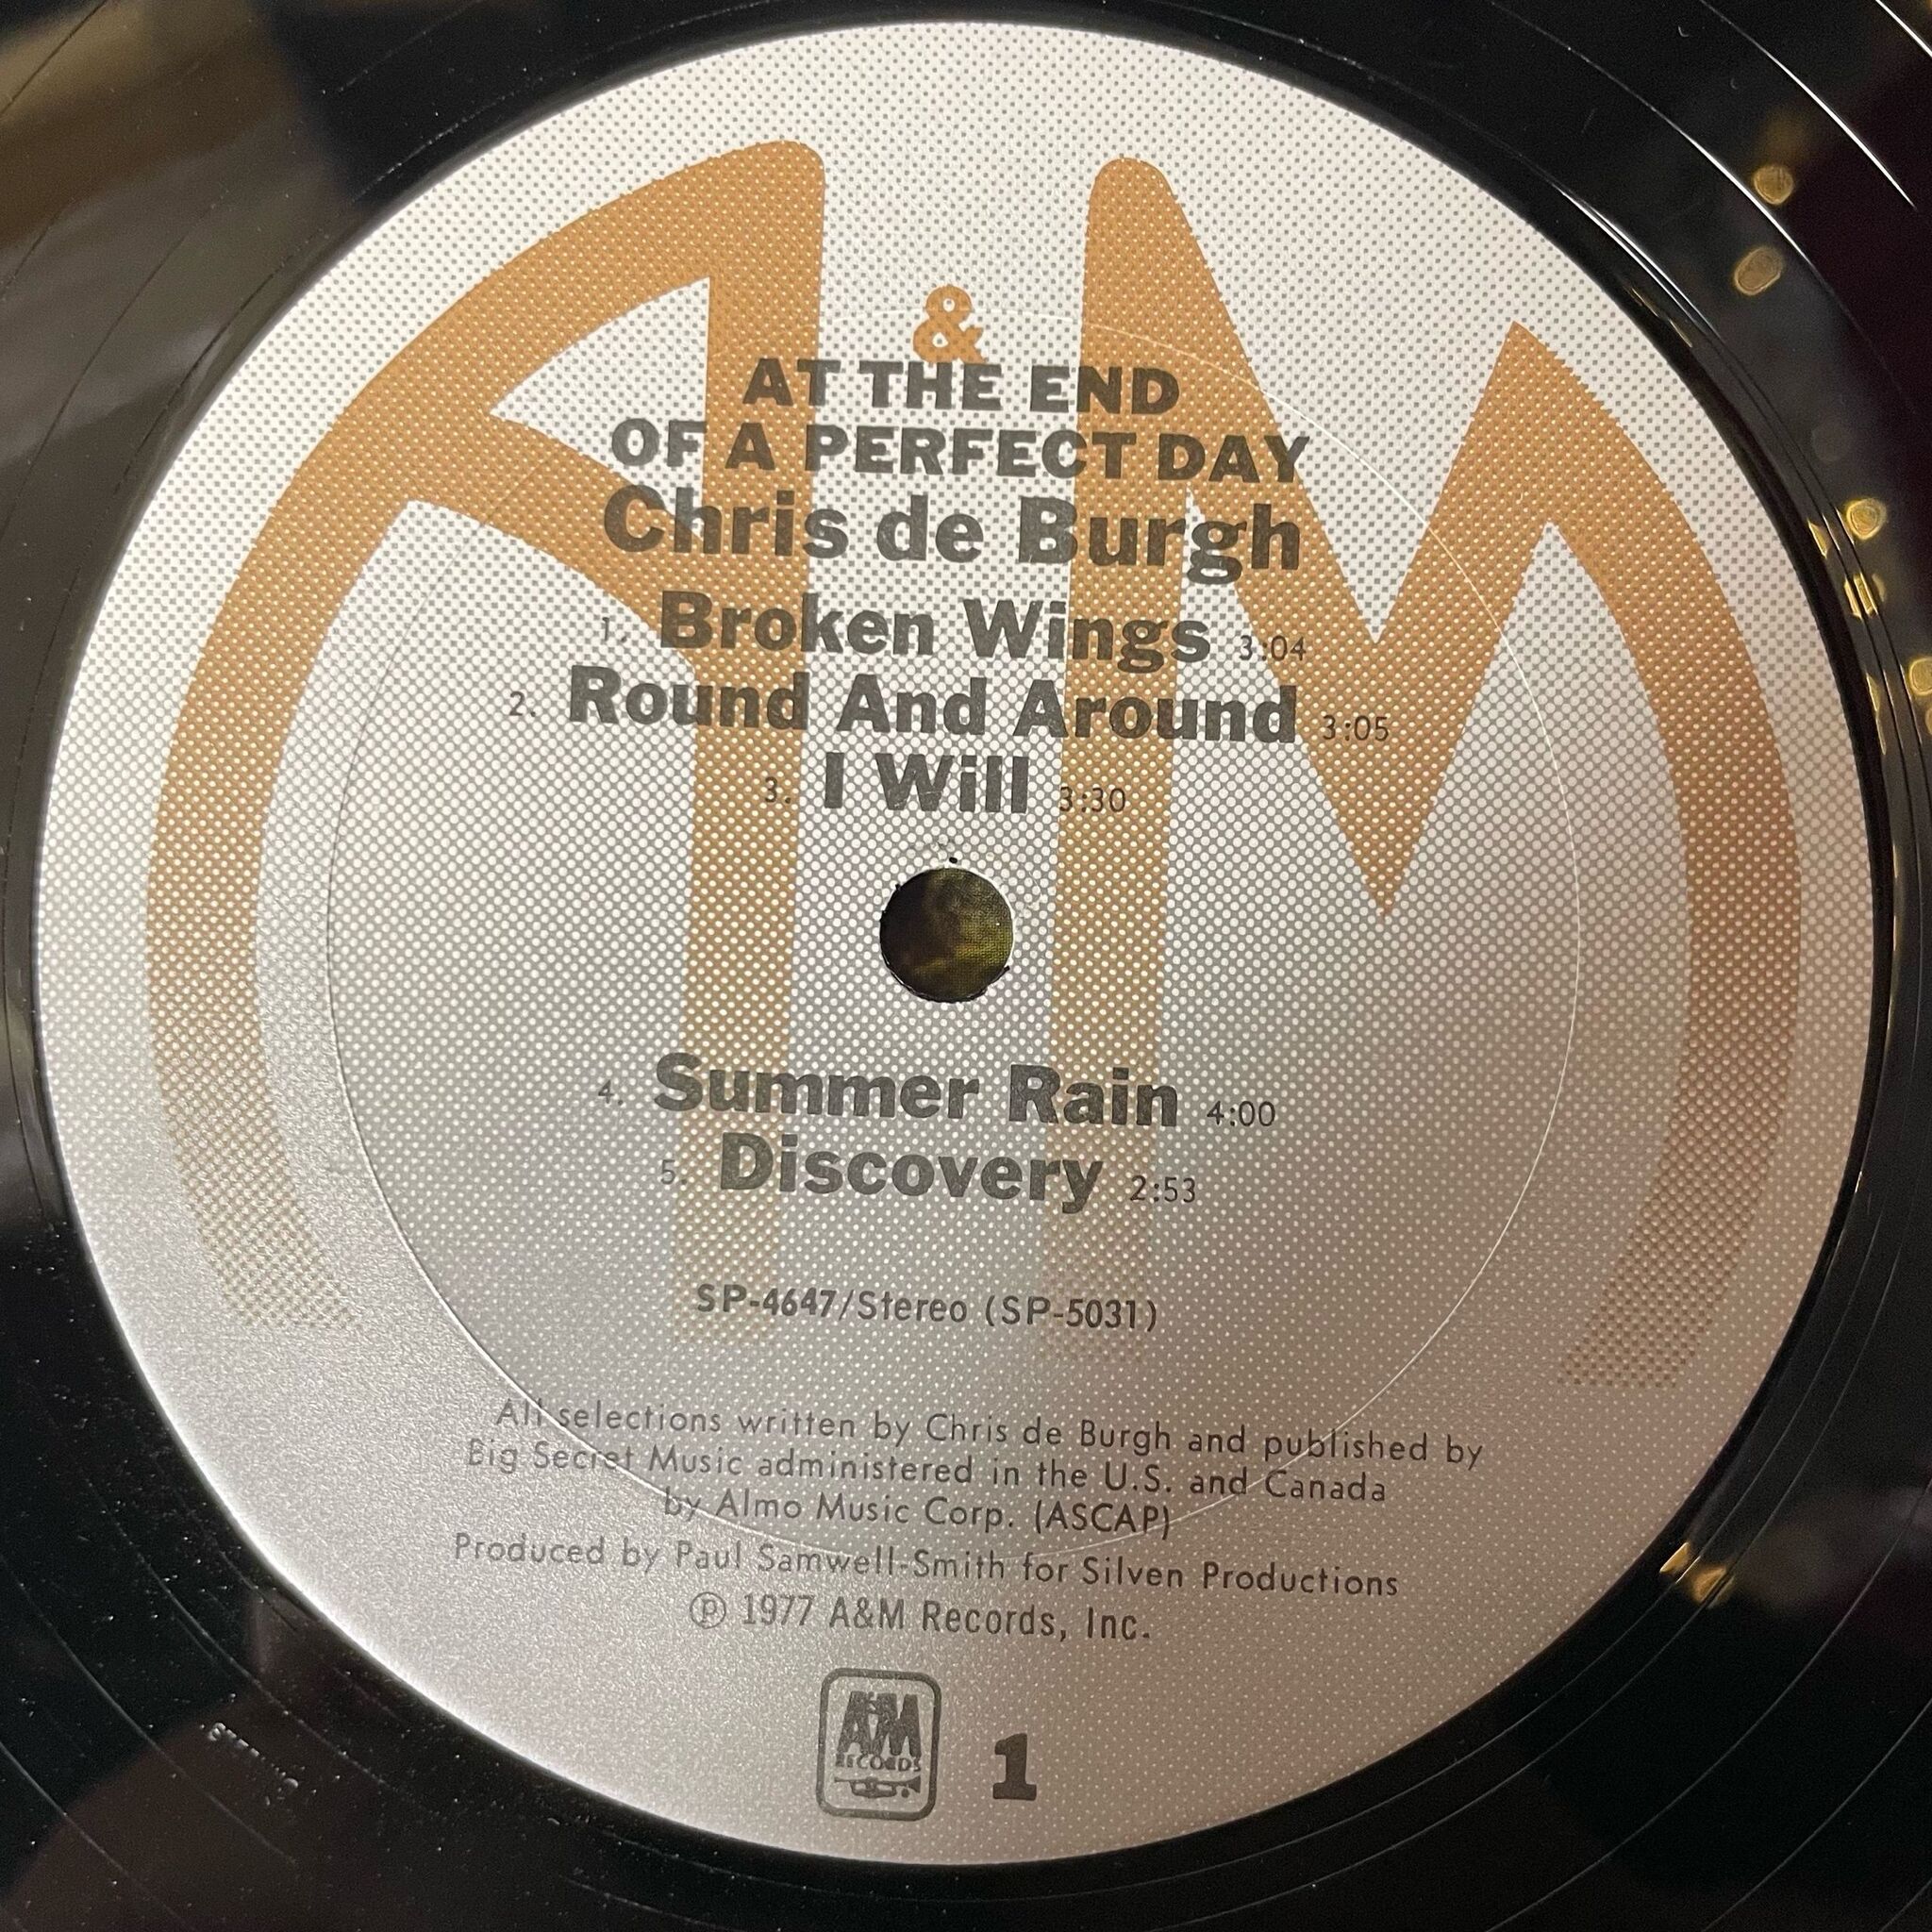 &
AT THE END
OF A PERFECT DAY
Chris de Burgh
1. Broken Wings 3:04
2. Round And Around 3:05
3. I Will 3:30
4. Summer Rain 4:00
5. Discovery 2:53
SP-4647/Stereo (SP-5031)
All selections written by Chris de Burgh and published by
Big Secret Music administered in the U.S. and Canada
by Almo Music Corp. (ASCAP)
Produced by Paul Samwell-Smith for Silven Productions
℗ 1977 A&M Records, Inc.
A&M
RECORDS
1